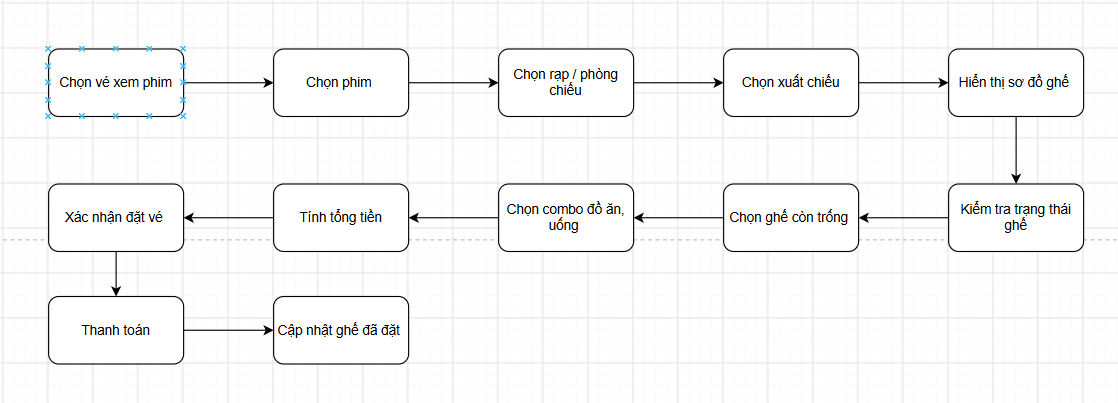 Chọn vé xem phim
Chọn phim
Chọn rạp / phòng
chiếu
Chọn xuất chiếu
Hiển thị sơ đồ ghế
Kiểm tra trạng thái
ghế
Chọn ghế còn trống
Chọn combo đồ ăn,
uống
Tính tổng tiền
Xác nhận đặt vé
Thanh toán
Cập nhật ghế đã đặt